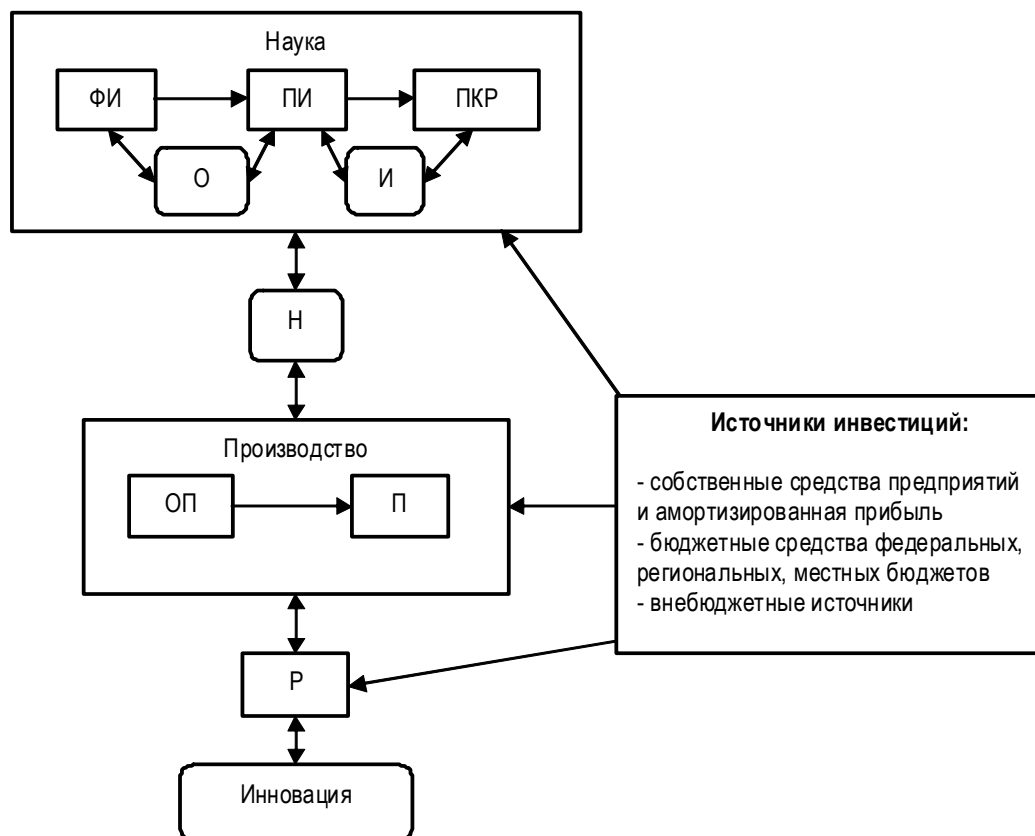 Наука
ФИ
ПИ
ПКР
О
И
Н
Производство
ОП
П
Источники инвестиций:
- собственные средства предприятий
и амортизированная прибыль
- бюджетные средства федеральных,
региональных, местных бюджетов
- внебюджетные источники
Р
Инновация